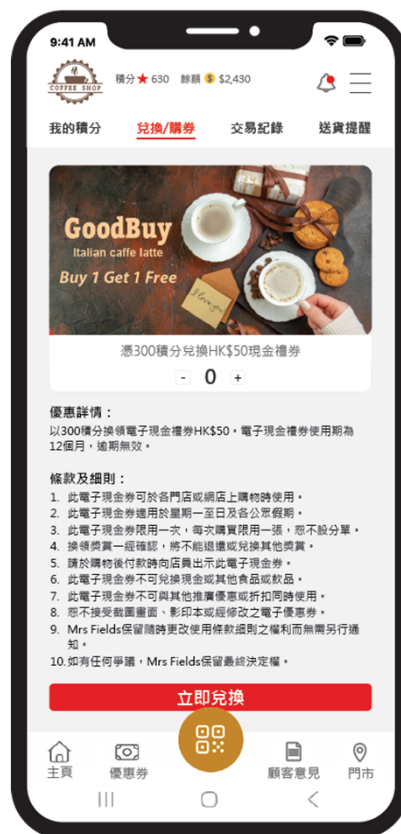 9:41 AM
COFFEE SHOP
積分 630 餘額 $ $2,430
我的積分 兌換/購券 交易紀錄 送貨提醒
GoodBuy
Italian caffe latte
Buy 1 Get 1 Free
憑300積分兌換HK$50現金禮券
- 0 +
優惠詳情：
以300積分換領電子現金禮券HK$50。電子現金禮券使用期為
12個月，逾期無效。
條款及細則：
1. 此電子現金券可於各門店或網店上購物時使用。
2. 此電子現金券適用於星期一至日及各公眾假期。
3. 此電子現金券限用一次，每次購買限用一張，恕不設分單。
4. 換領獎賞一經確認，將不能退還或兌換其他獎賞。
5. 請於購物後付款時向店員出示此電子現金券。
6. 此電子現金券不可兌換現金或其他食品或飲品。
7. 此電子現金券不可與其他推廣優惠或折扣同時使用。
8. 恕不接受截圖畫面、影印本或經修改之電子優惠券。
9. Mrs Fields保留隨時更改使用條款細則之權利而無需另行通
知。
10.如有任何爭議，Mrs Fields保留最終決定權。
立即兌換
主頁 優惠券 顧客意見 門市